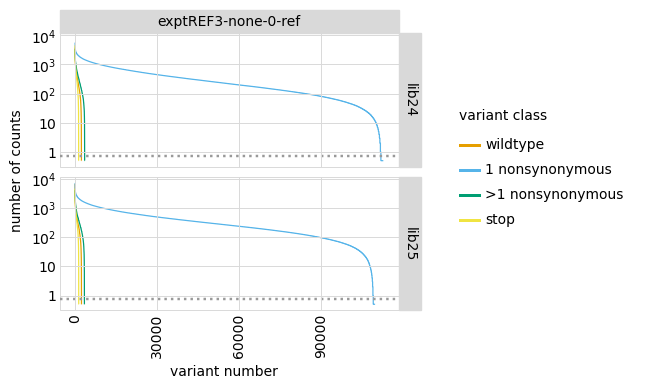 exptREF3-none-0-ref
number of counts
10⁴
10³
10²
10
1
lib24
10⁴
10³
10²
10
1
lib25
0
30000
60000
90000
variant number
variant class
wildtype
1 nonsynonymous
>1 nonsynonymous
stop